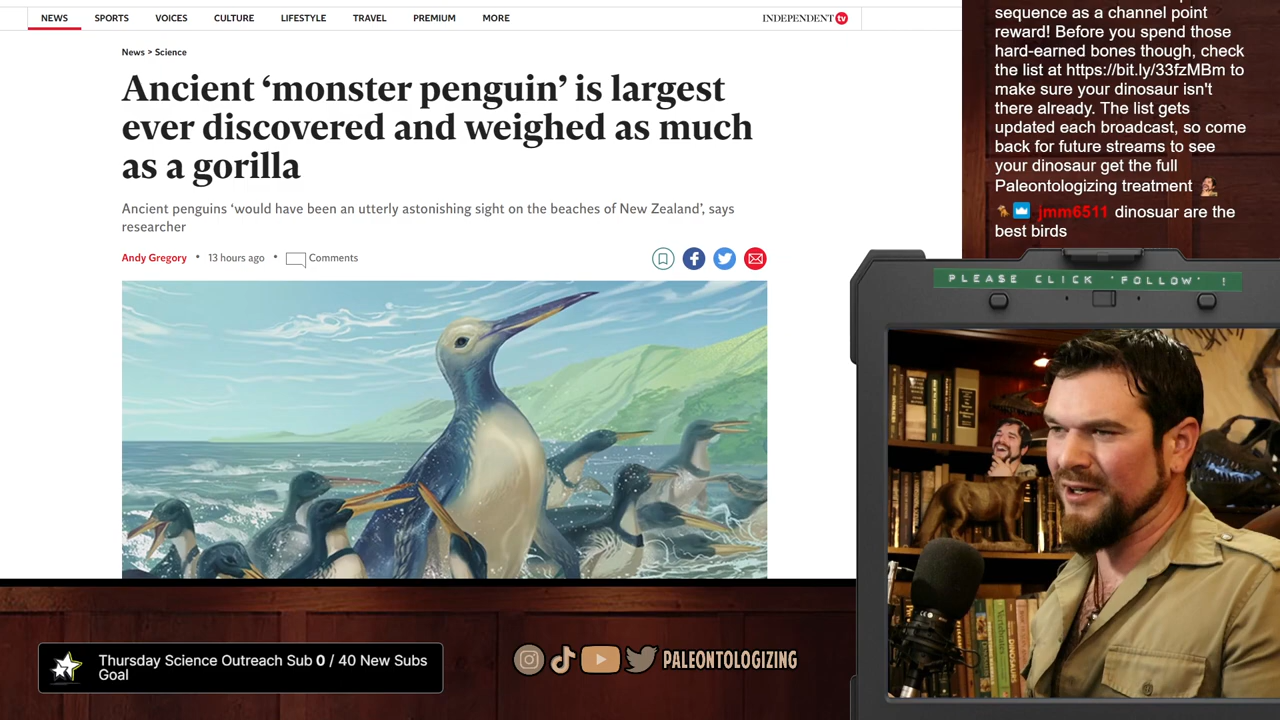 NEWS SPORTS VOICES CULTURE LIFESTYLE TRAVEL PREMIUM MORE INDEPENDENT tv
News > Science
Ancient ‘monster penguin’ is largest
ever discovered and weighed as much
as a gorilla
Ancient penguins ‘would have been an utterly astonishing sight on the beaches of New Zealand’, says
researcher
Andy Gregory • 13 hours ago • Comments
sequence as a channel point
reward! Before you spend those
hard-earned bones though, check
the list at https://bit.ly/33fzMBm to
make sure your dinosaur isn't
there already. The list gets
updated each broadcast, so come
back for future streams to see
your dinosaur get the full
Paleontologizing treatment
jmm6511 dinosuar are the
best birds
PLEASE CLICK 'FOLLOW' !
Thursday Science Outreach Sub 0 / 40 New Subs
Goal
PALEONTOLOGIZING